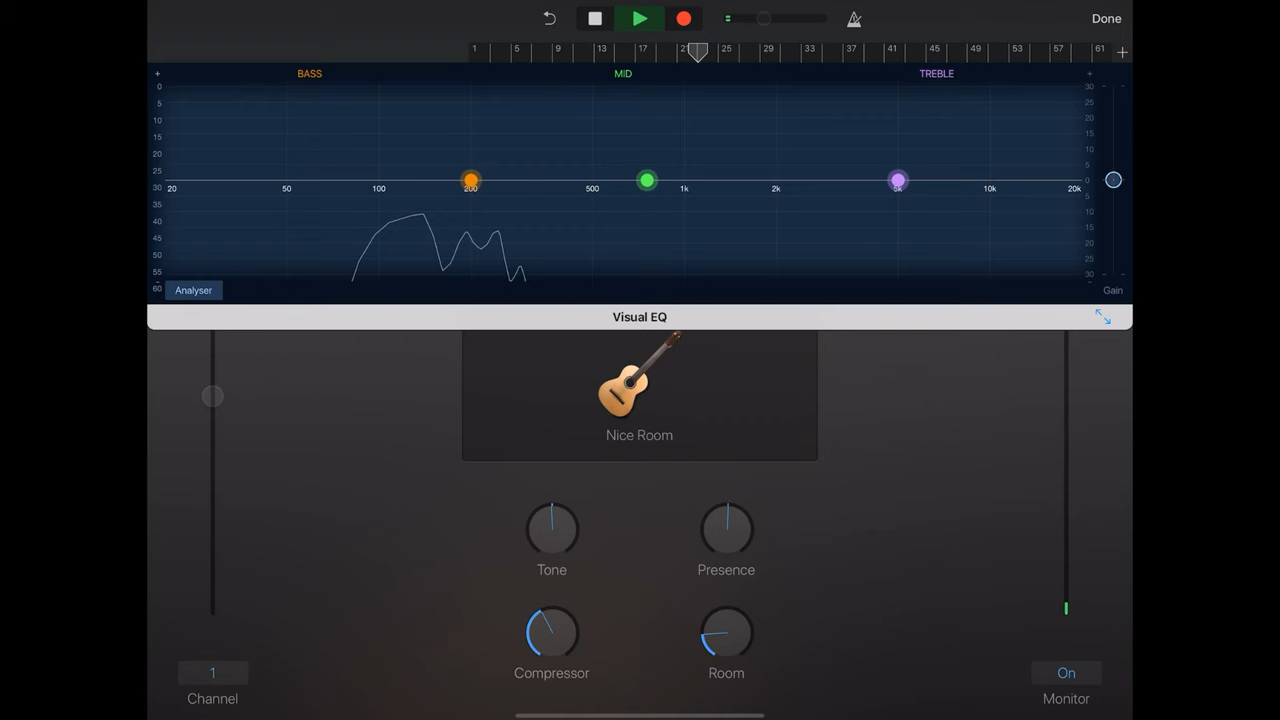 Done
1 5 9 13 17 21 25 29 33 37 41 45 49 53 57 61 +
+ BASS MID TREBLE +
0 30
5 25
10 20
15 15
20 10
25 5
30 0
20 50 100 200 500 1k 2k 5k 10k 20k
35 5
40 10
45 15
50 20
55 25
30
60 Analyser Gain
Visual EQ
Nice Room
Tone Presence
Compressor Room
1 On
Channel Monitor